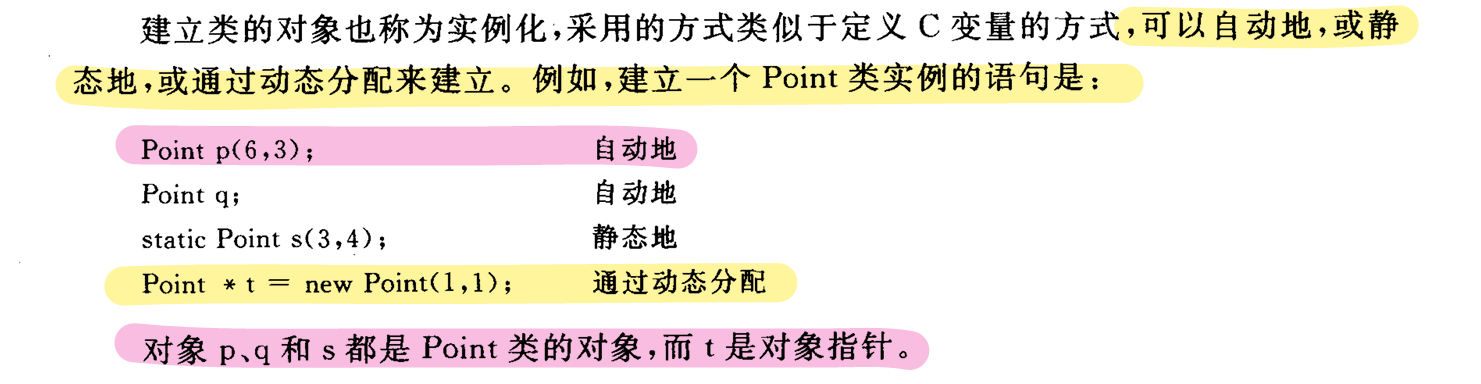 建立类的对象也称为实例化,采用的方式类似于定义 C 变量的方式,可以自动地,或静
态地,或通过动态分配来建立。例如,建立一个 Point 类实例的语句是:
Point p(6,3); 自动地
Point q; 自动地
static Point s(3,4); 静态地
Point * t = new Point(1,1); 通过动态分配
对象 p、q 和 s 都是 Point 类的对象,而 t 是对象指针。